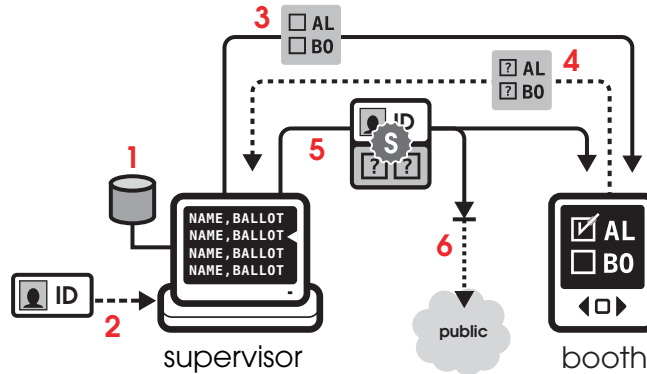 3
AL
BO
? AL
? BO
4
5
ID
S
? ?
1
NAME,BALLOT
NAME,BALLOT
NAME,BALLOT
NAME,BALLOT
6
AL
BO
ID
2
public
supervisor
booth